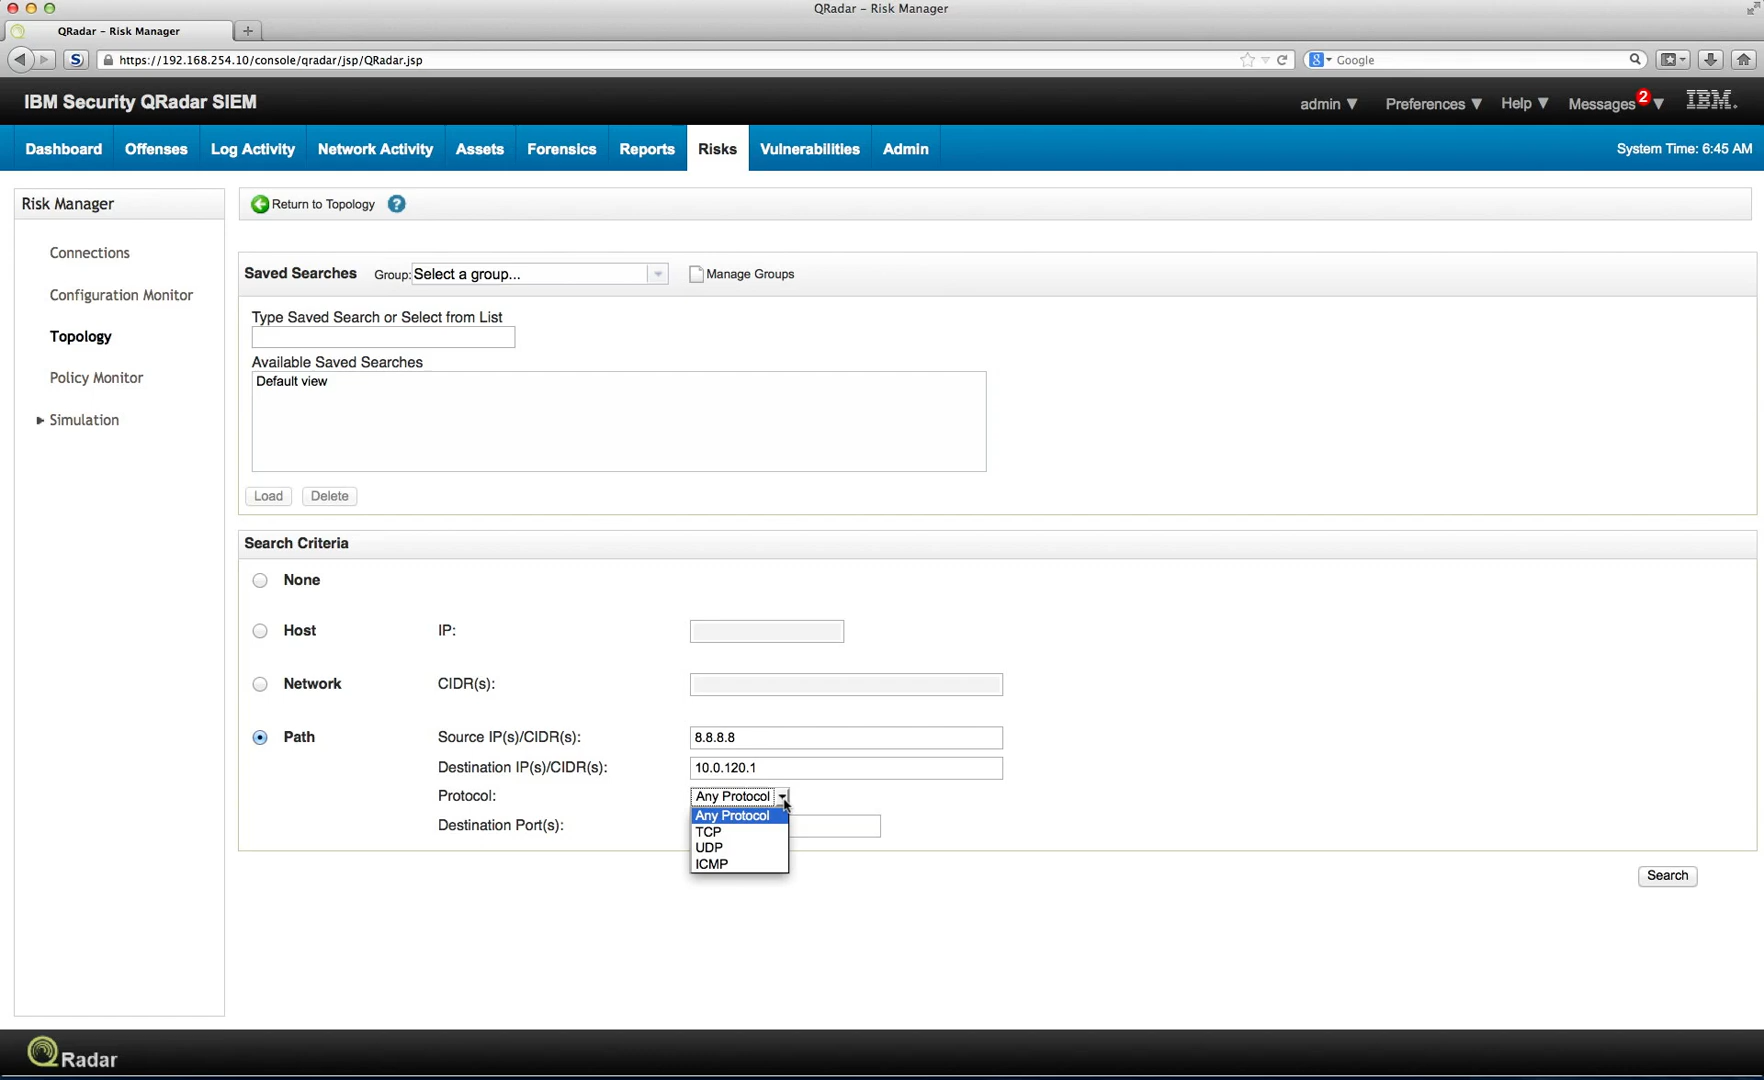 QRadar – Risk Manager
QRadar – Risk Manager
https://192.168.254.10/console/qradar/jsp/QRadar.jsp
Google
IBM Security QRadar SIEM
admin
Preferences
Help
Messages
2
IBM.
Dashboard
Offenses
Log Activity
Network Activity
Assets
Forensics
Reports
Risks
Vulnerabilities
Admin
System Time: 6:45 AM
Risk Manager
Connections
Configuration Monitor
Topology
Policy Monitor
Simulation
Return to Topology
?
Saved Searches
Group:
Select a group...
Manage Groups
Type Saved Search or Select from List
Available Saved Searches
Default view
Load
Delete
Search Criteria
None
Host
IP:
Network
CIDR(s):
Path
Source IP(s)/CIDR(s):
8.8.8.8
Destination IP(s)/CIDR(s):
10.0.120.1
Protocol:
Any Protocol
Any Protocol
TCP
UDP
ICMP
Destination Port(s):
Search
QRadar